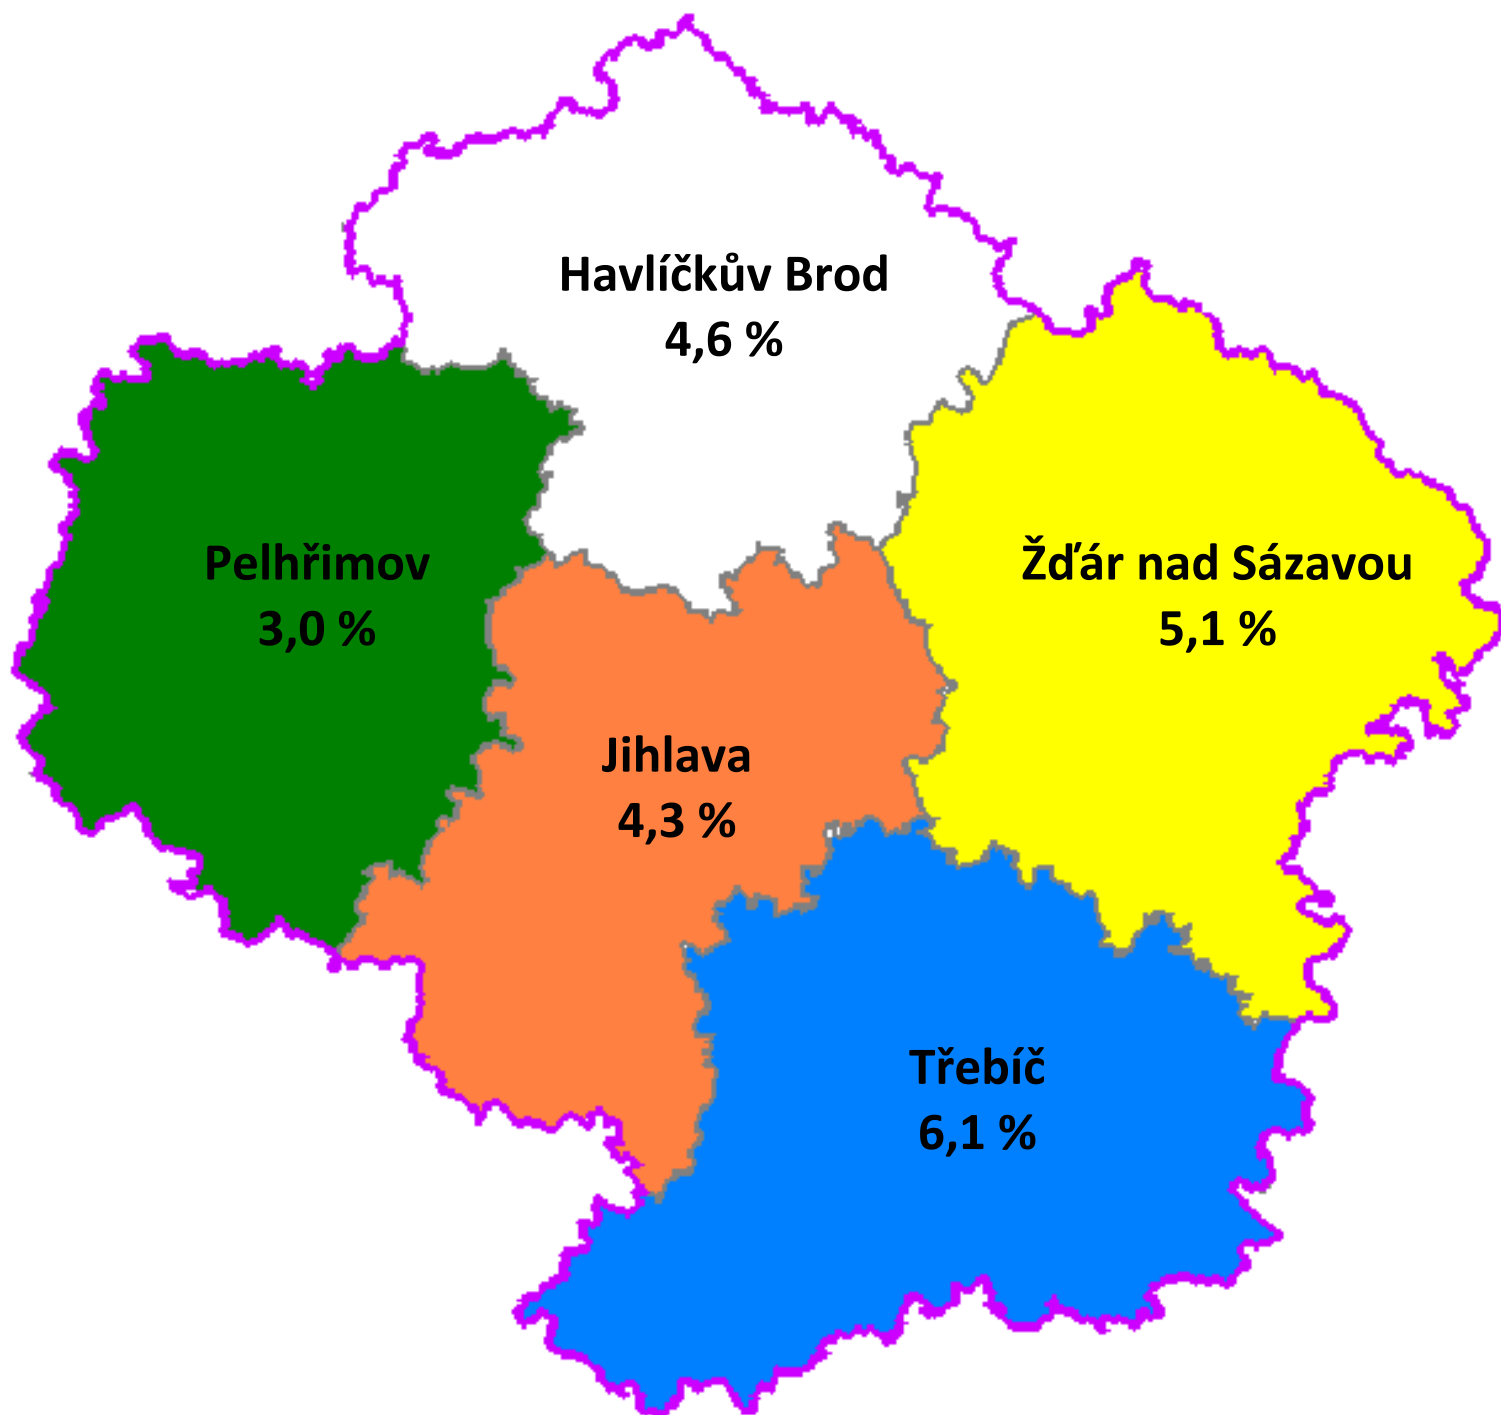 Havlíčkův Brod
4,6 %
Pelhřimov
3,0 %
Žďár nad Sázavou
5,1 %
Jihlava
4,3 %
Třebíč
6,1 %